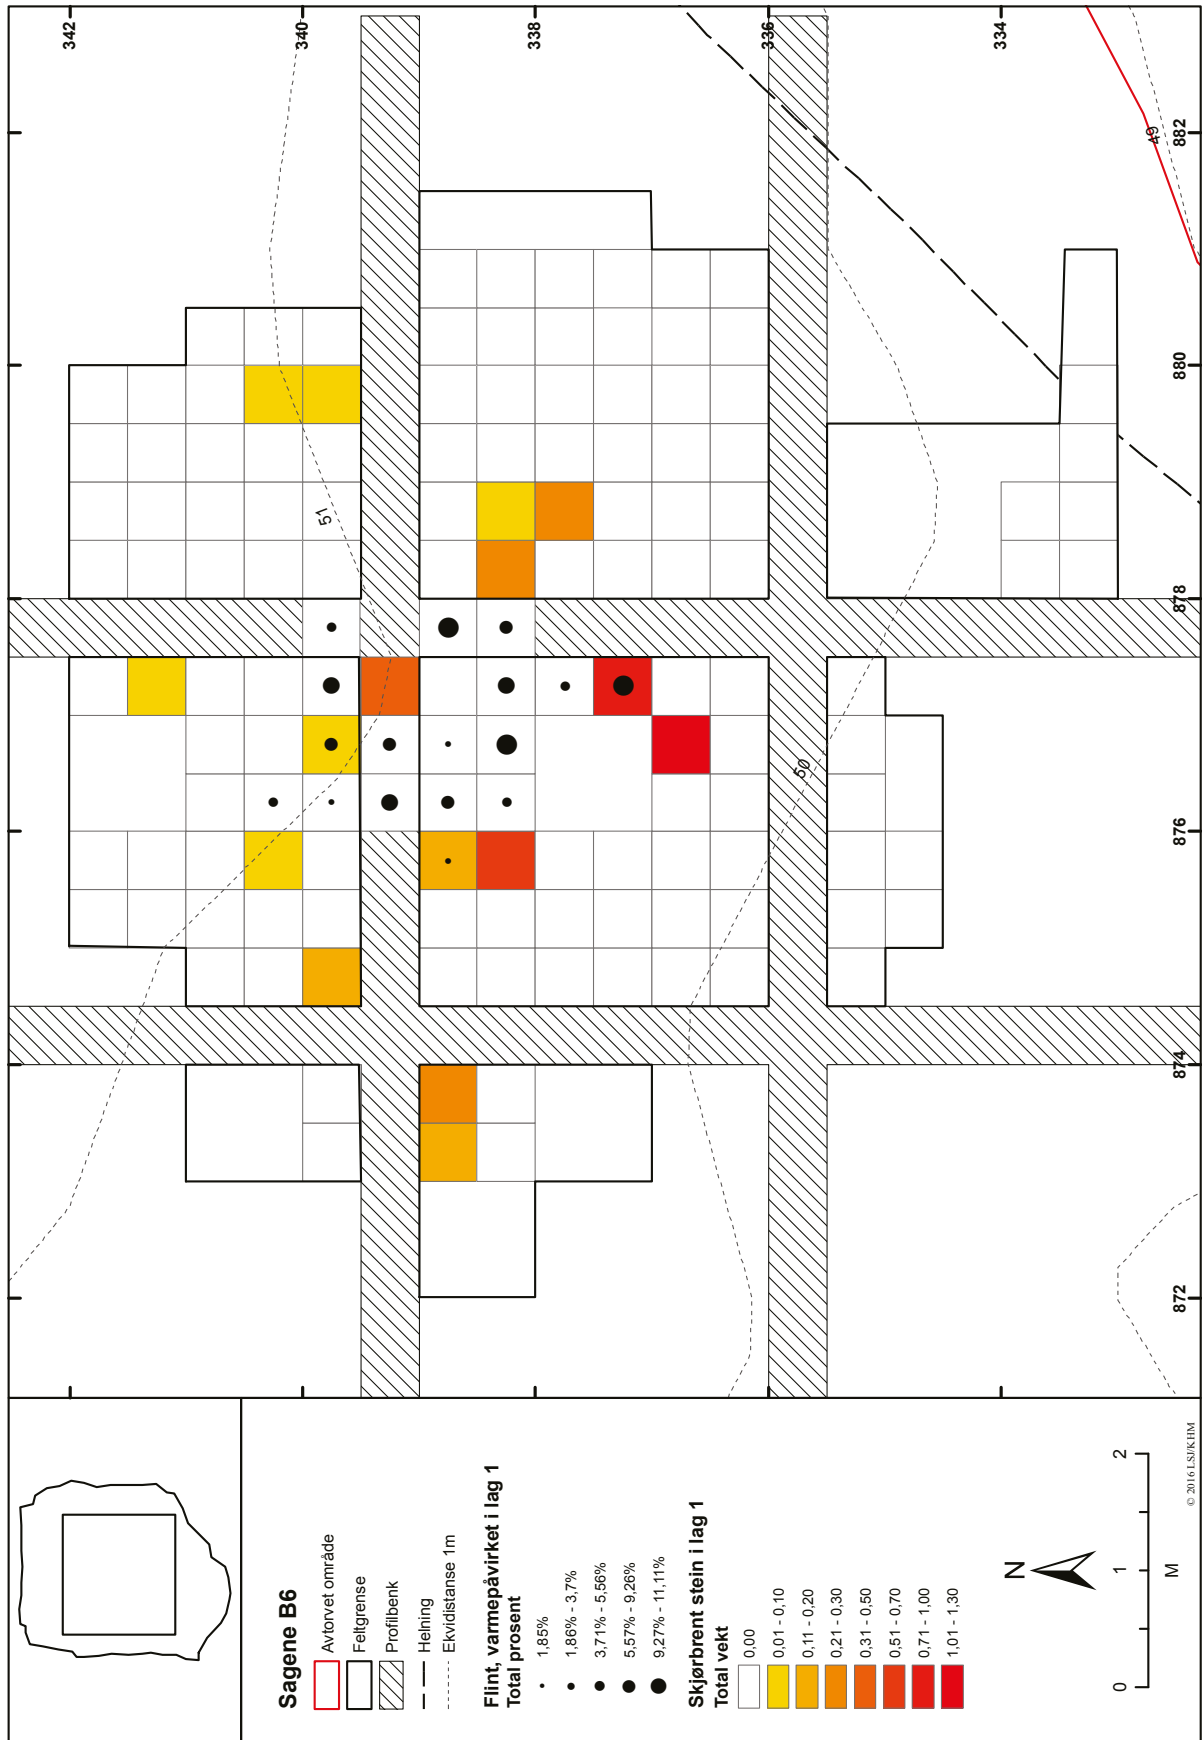 Sagene B6
Avtorvet område
Feltgrense
Profilbenk
Helning
Ekvidistanse 1m
Flint, varmepåvirket i lag 1
Total prosent
1,85%
1,86% - 3,7%
3,71% - 5,56%
5,57% - 9,26%
9,27% - 11,11%
Skjørbrent stein i lag 1
Total vekt
0,00
0,01 - 0,10
0,11 - 0,20
0,21 - 0,30
0,31 - 0,50
0,51 - 0,70
0,71 - 1,00
1,01 - 1,30
N
0 1 2
M
© 2016 LSJ/KHM
342
340
338
336
334
872
874
876
878
880
882
51
50
49